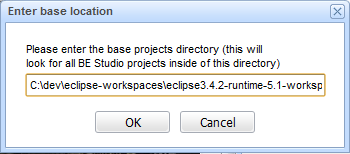 Enter base location
Please enter the base projects directory (this will
look for all BE Studio projects inside of this directory)
C:\dev\eclipse-workspaces\eclipse3.4.2-runtime-5.1-worksp
OK
Cancel